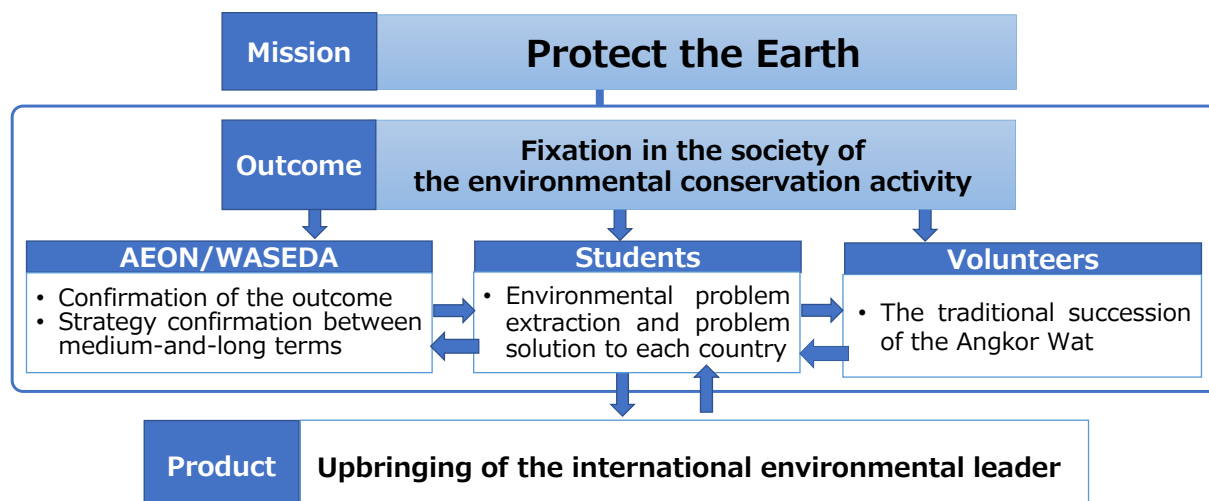 Mission
Protect the Earth
Outcome
Fixation in the society of
the environmental conservation activity
AEON/WASEDA
• Confirmation of the outcome
• Strategy confirmation between
medium-and-long terms
Students
• Environmental problem
extraction and problem
solution to each country
Volunteers
• The traditional succession
of the Angkor Wat
Product
Upbringing of the international environmental leader